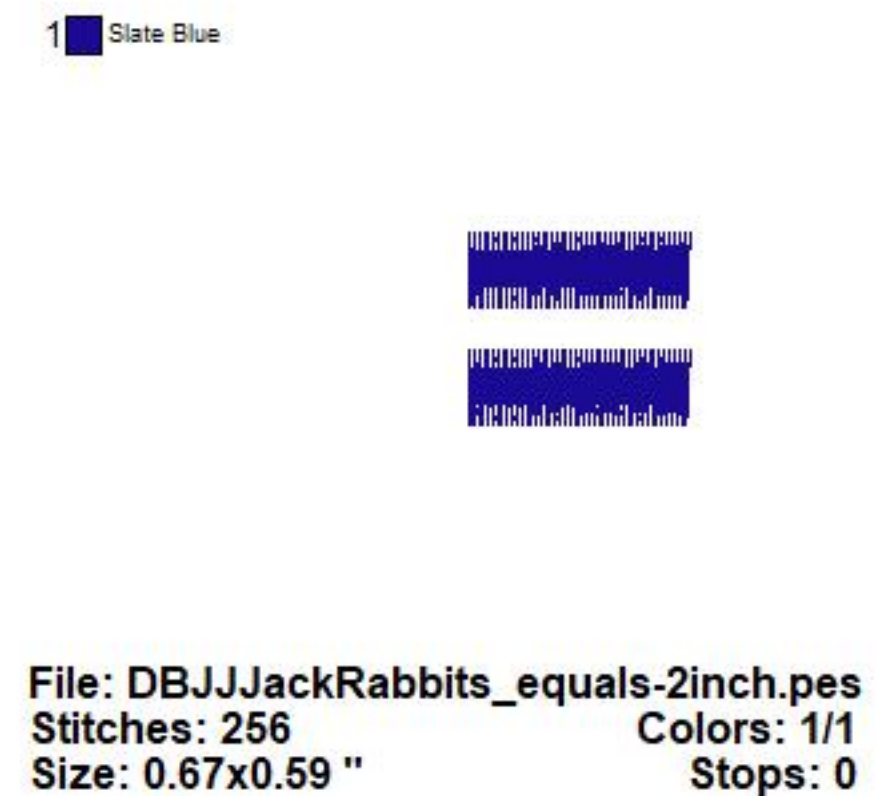 1 Slate Blue
File: DBJJJackRabbits_equals-2inch.pes
Stitches: 256 Colors: 1/1
Size: 0.67x0.59 " Stops: 0